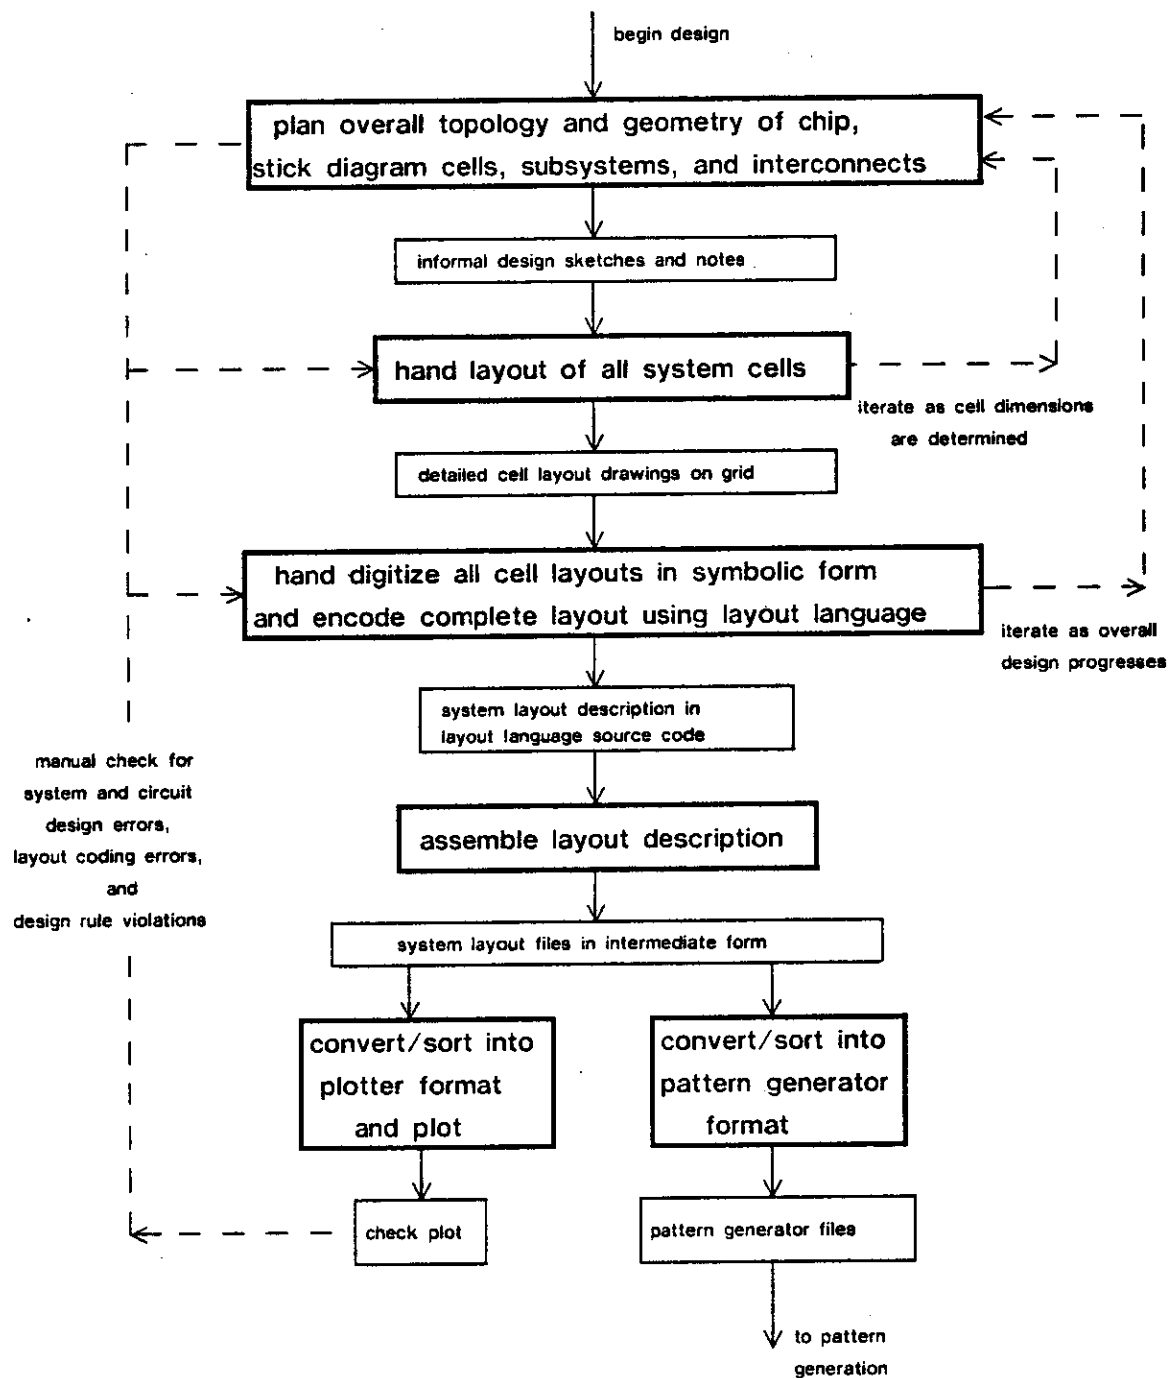 begin design
plan overall topology and geometry of chip,
stick diagram cells, subsystems, and interconnects
informal design sketches and notes
hand layout of all system cells
iterate as cell dimensions
are determined
detailed cell layout drawings on grid
hand digitize all cell layouts in symbolic form
and encode complete layout using layout language
iterate as overall
design progresses
system layout description in
layout language source code
manual check for
system and circuit
design errors,
layout coding errors,
and
design rule violations
assemble layout description
system layout files in intermediate form
convert/sort into
plotter format
and plot
convert/sort into
pattern generator
format
check plot
pattern generator files
to pattern
generation